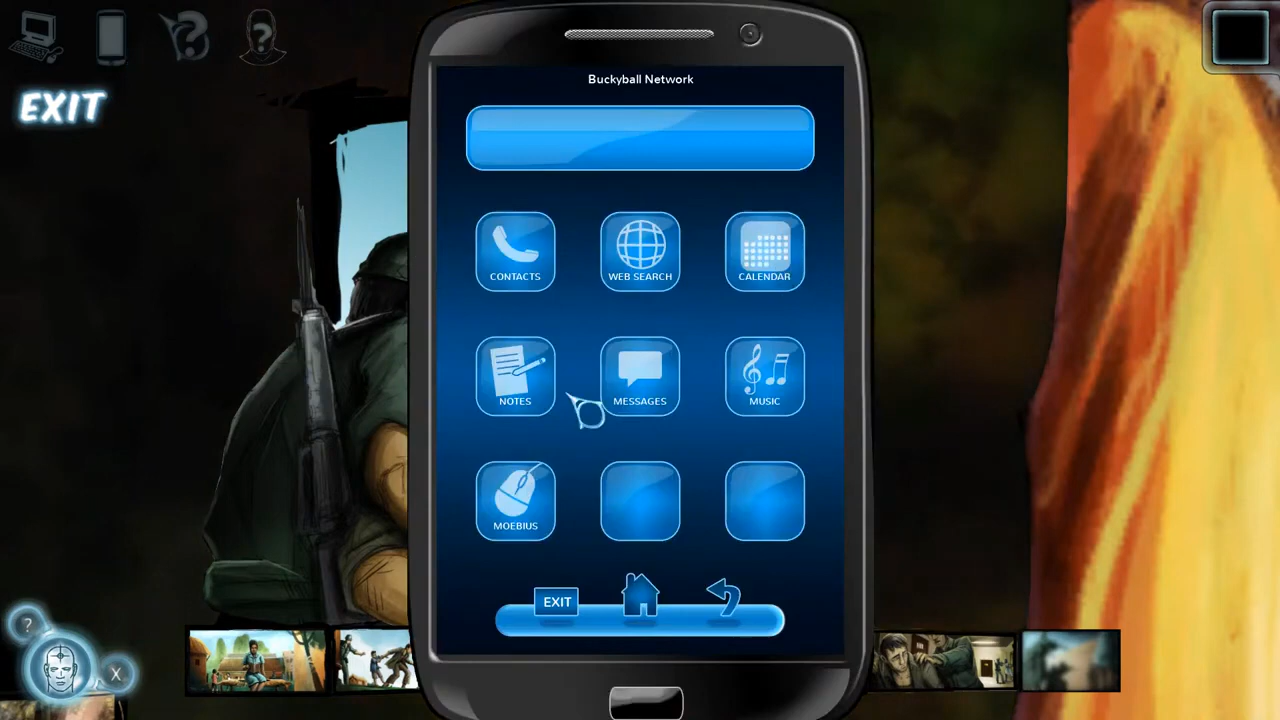 Buckyball Network
EXIT
CONTACTS
WEB SEARCH
CALENDAR
NOTES
MESSAGES
MUSIC
MOEBIUS
EXIT
?
X